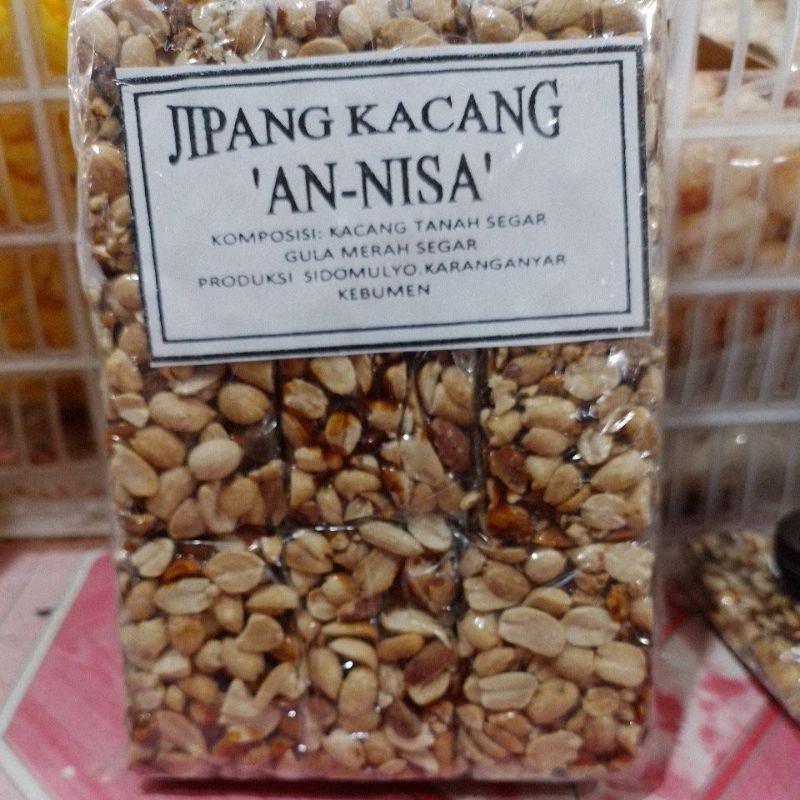 JIPANG KACANG
'AN-NISA'
KOMPOSISI: KACANG TANAH SEGAR
GULA MERAH SEGAR
PRODUKSI SIDOMULYO.KARANGANYAR
KEBUMEN